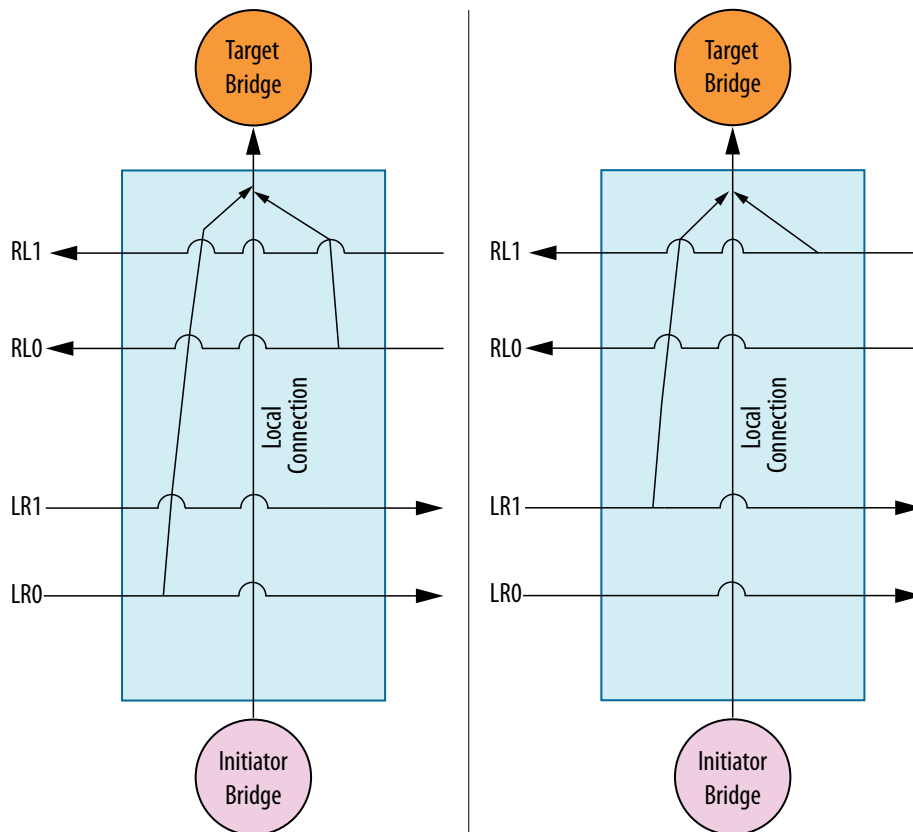 Target
Bridge
RL1
RL0
Local
Connection
LR1
LR0
Initiator
Bridge
Target
Bridge
RL1
RL0
Local
Connection
LR1
LR0
Initiator
Bridge